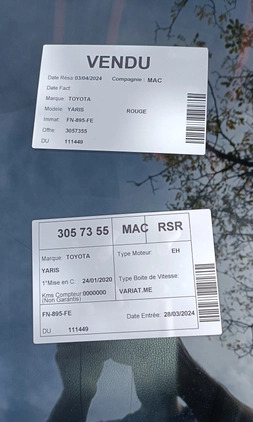 VENDU
Date Résa 03/04/2024 Compagnie : MAC
Date Fact
Marque: TOYOTA
Modele: YARIS ROUGE
Immat: FN-895-FE
Offre: 3057355
DU 111449
305 73 55 MAC RSR
Marque: TOYOTA Type Moteur: EH
YARIS
1°Mise en C: 24/01/2020 Type Boite de Vitesse:
Kms Compteur 0000000 VARIAT.ME
(Non Garantis)
FN-895-FE Date Entrée: 28/03/2024
DU 111449